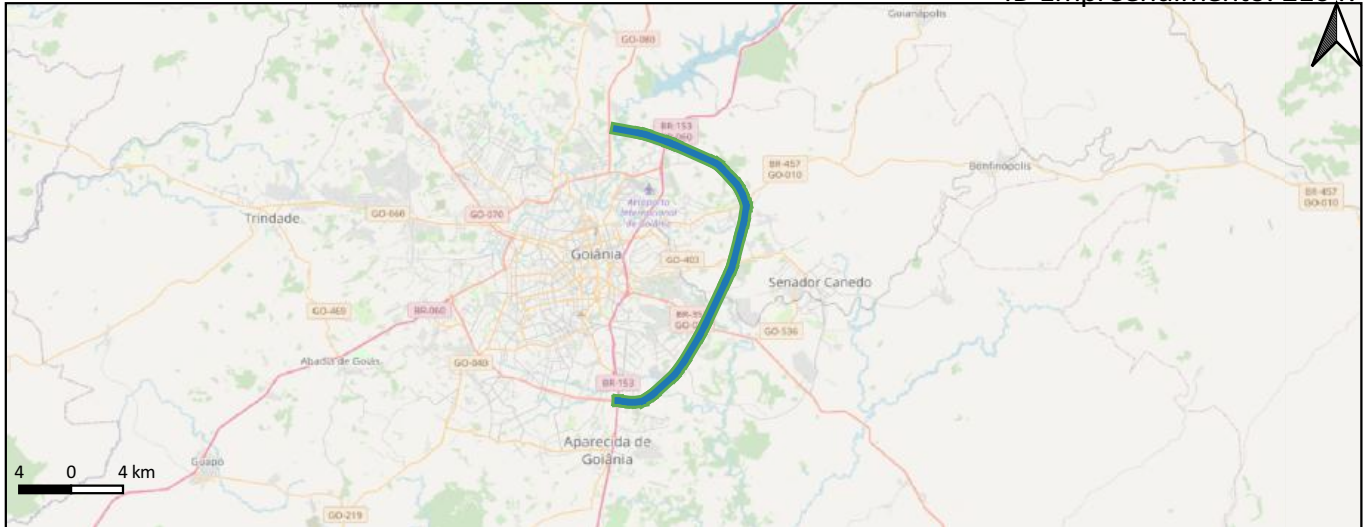 GO-080
Goianápolis
BR-153
BR-457
GO-010
Bonfinópolis
BR-457
GO-010
Aeroporto
Internacional
de Goiânia
GO-060
GO-070
Trindade
Goiânia
GO-403
Senador Canedo
GO-469
BR-060
GO-536
Abadia de Goiás
GO-040
BR-153
Aparecida de
Goiânia
Guapó
4 0 4 km
GO-219